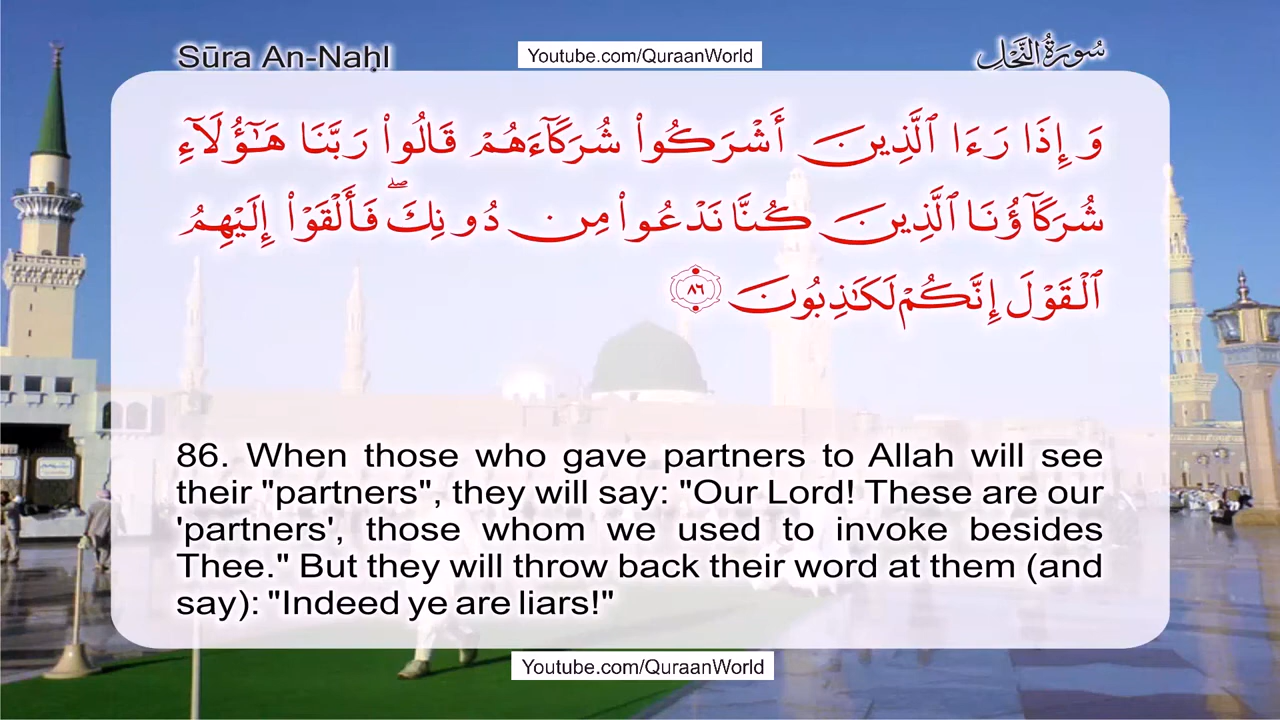 Sūra An-Naḥl
Youtube.com/QuraanWorld
سُورَةُ النَّحْلِ
وَإِذَا رَءَا ٱلَّذِينَ أَشْرَكُوا۟ شُرَكَآءَهُمْ قَالُوا۟ رَبَّنَا هَـٰٓؤُلَآءِ
شُرَكَآؤُنَا ٱلَّذِينَ كُنَّا نَدْعُوا۟ مِن دُونِكَ ۖ فَأَلْقَوْا۟ إِلَيْهِمُ
ٱلْقَوْلَ إِنَّكُمْ لَكَـٰذِبُونَ ٨٦
86. When those who gave partners to Allah will see
their "partners", they will say: "Our Lord! These are our
'partners', those whom we used to invoke besides
Thee." But they will throw back their word at them (and
say): "Indeed ye are liars!"
Youtube.com/QuraanWorld